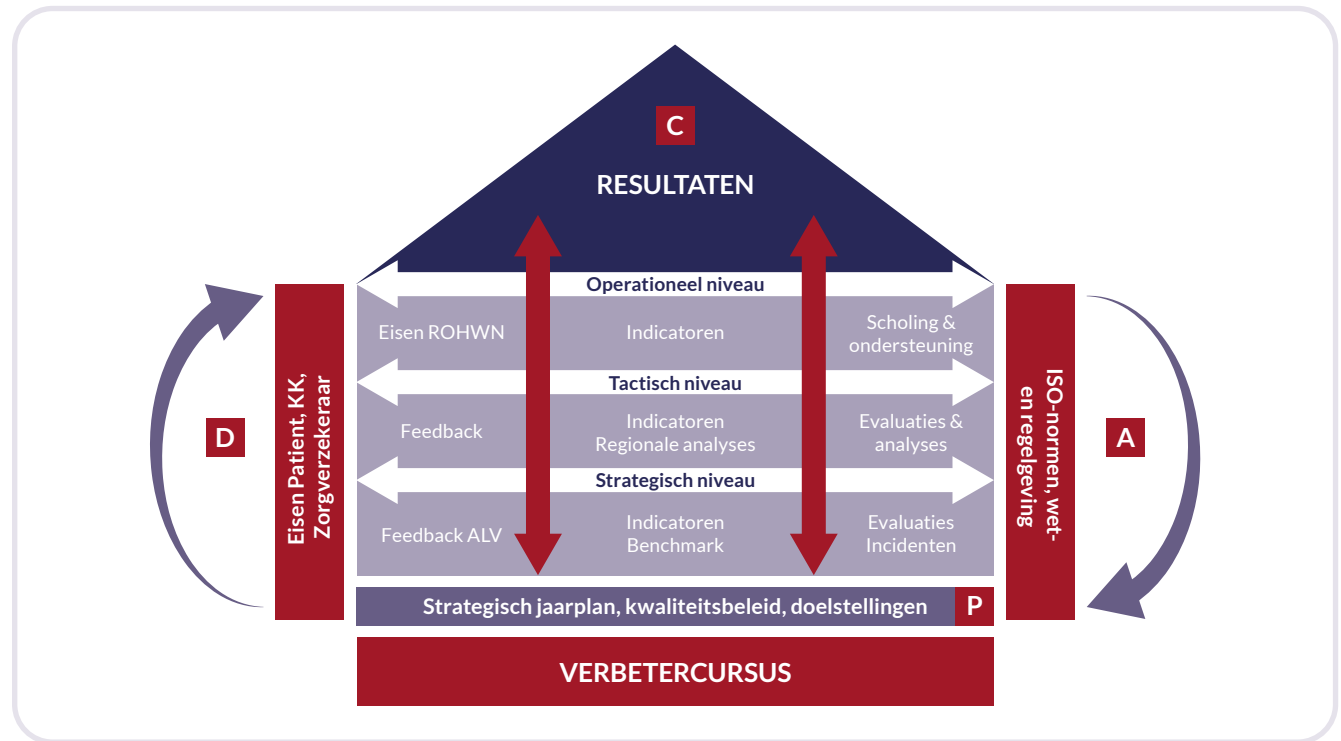 C
RESULTATEN
Operationeel niveau
Eisen ROHWN
Indicatoren
Scholing &
ondersteuning
Tactisch niveau
Feedback
Indicatoren
Regionale analyses
Evaluaties &
analyses
Strategisch niveau
Feedback ALV
Indicatoren
Benchmark
Evaluaties
Incidenten
D
Eisen Patient, KK,
Zorgverzekeraar
ISO-normen, wet-
en regelgeving
A
Strategisch jaarplan, kwaliteitsbeleid, doelstellingen
P
VERBETERCURSUS